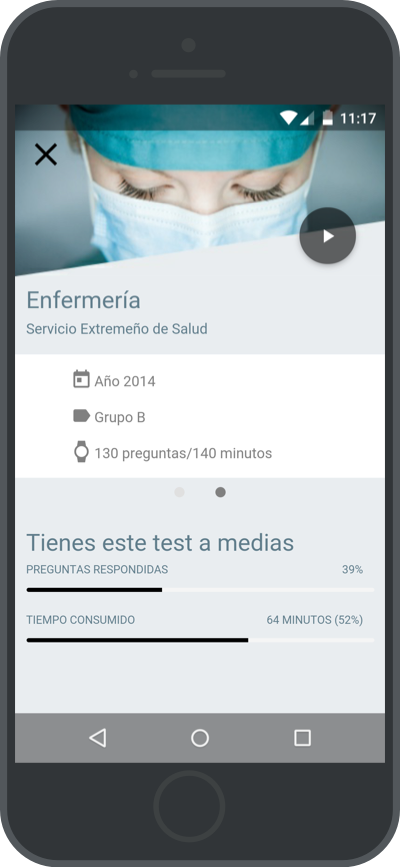 11:17
Enfermería
Servicio Extremeño de Salud
Año 2014
Grupo B
130 preguntas/140 minutos
Tienes este test a medias
PREGUNTAS RESPONDIDAS 39%
TIEMPO CONSUMIDO 64 MINUTOS (52%)